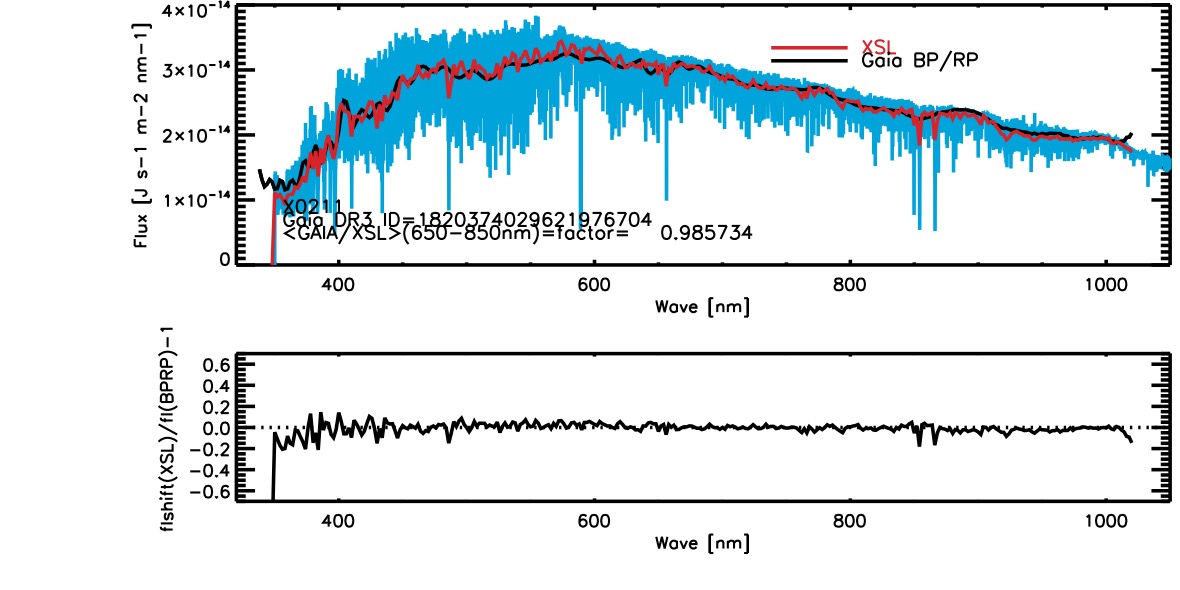 4×10−14
3×10−14
2×10−14
1×10−14
0
Flux [J s−1 m−2 nm−1]
XSL
Gaia BP/RP
X0211
Gaia DR3 ID=1820374029621976704
<GAIA/XSL>(650−850nm)=factor= 0.985734
400 600 800 1000
Wave [nm]
0.6
0.4
0.2
0.0
−0.2
−0.4
−0.6
flshift(XSL)/fl(BPRP)−1
400 600 800 1000
Wave [nm]